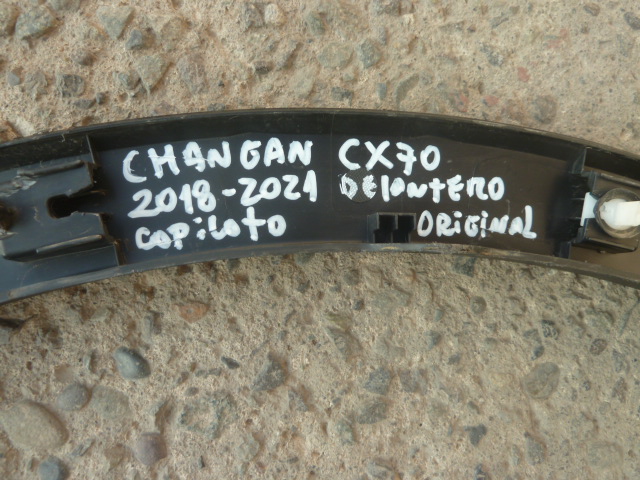 CHANGAN CX70
2018-2021 DElANTERO
COPiLOTO ORIGINAL